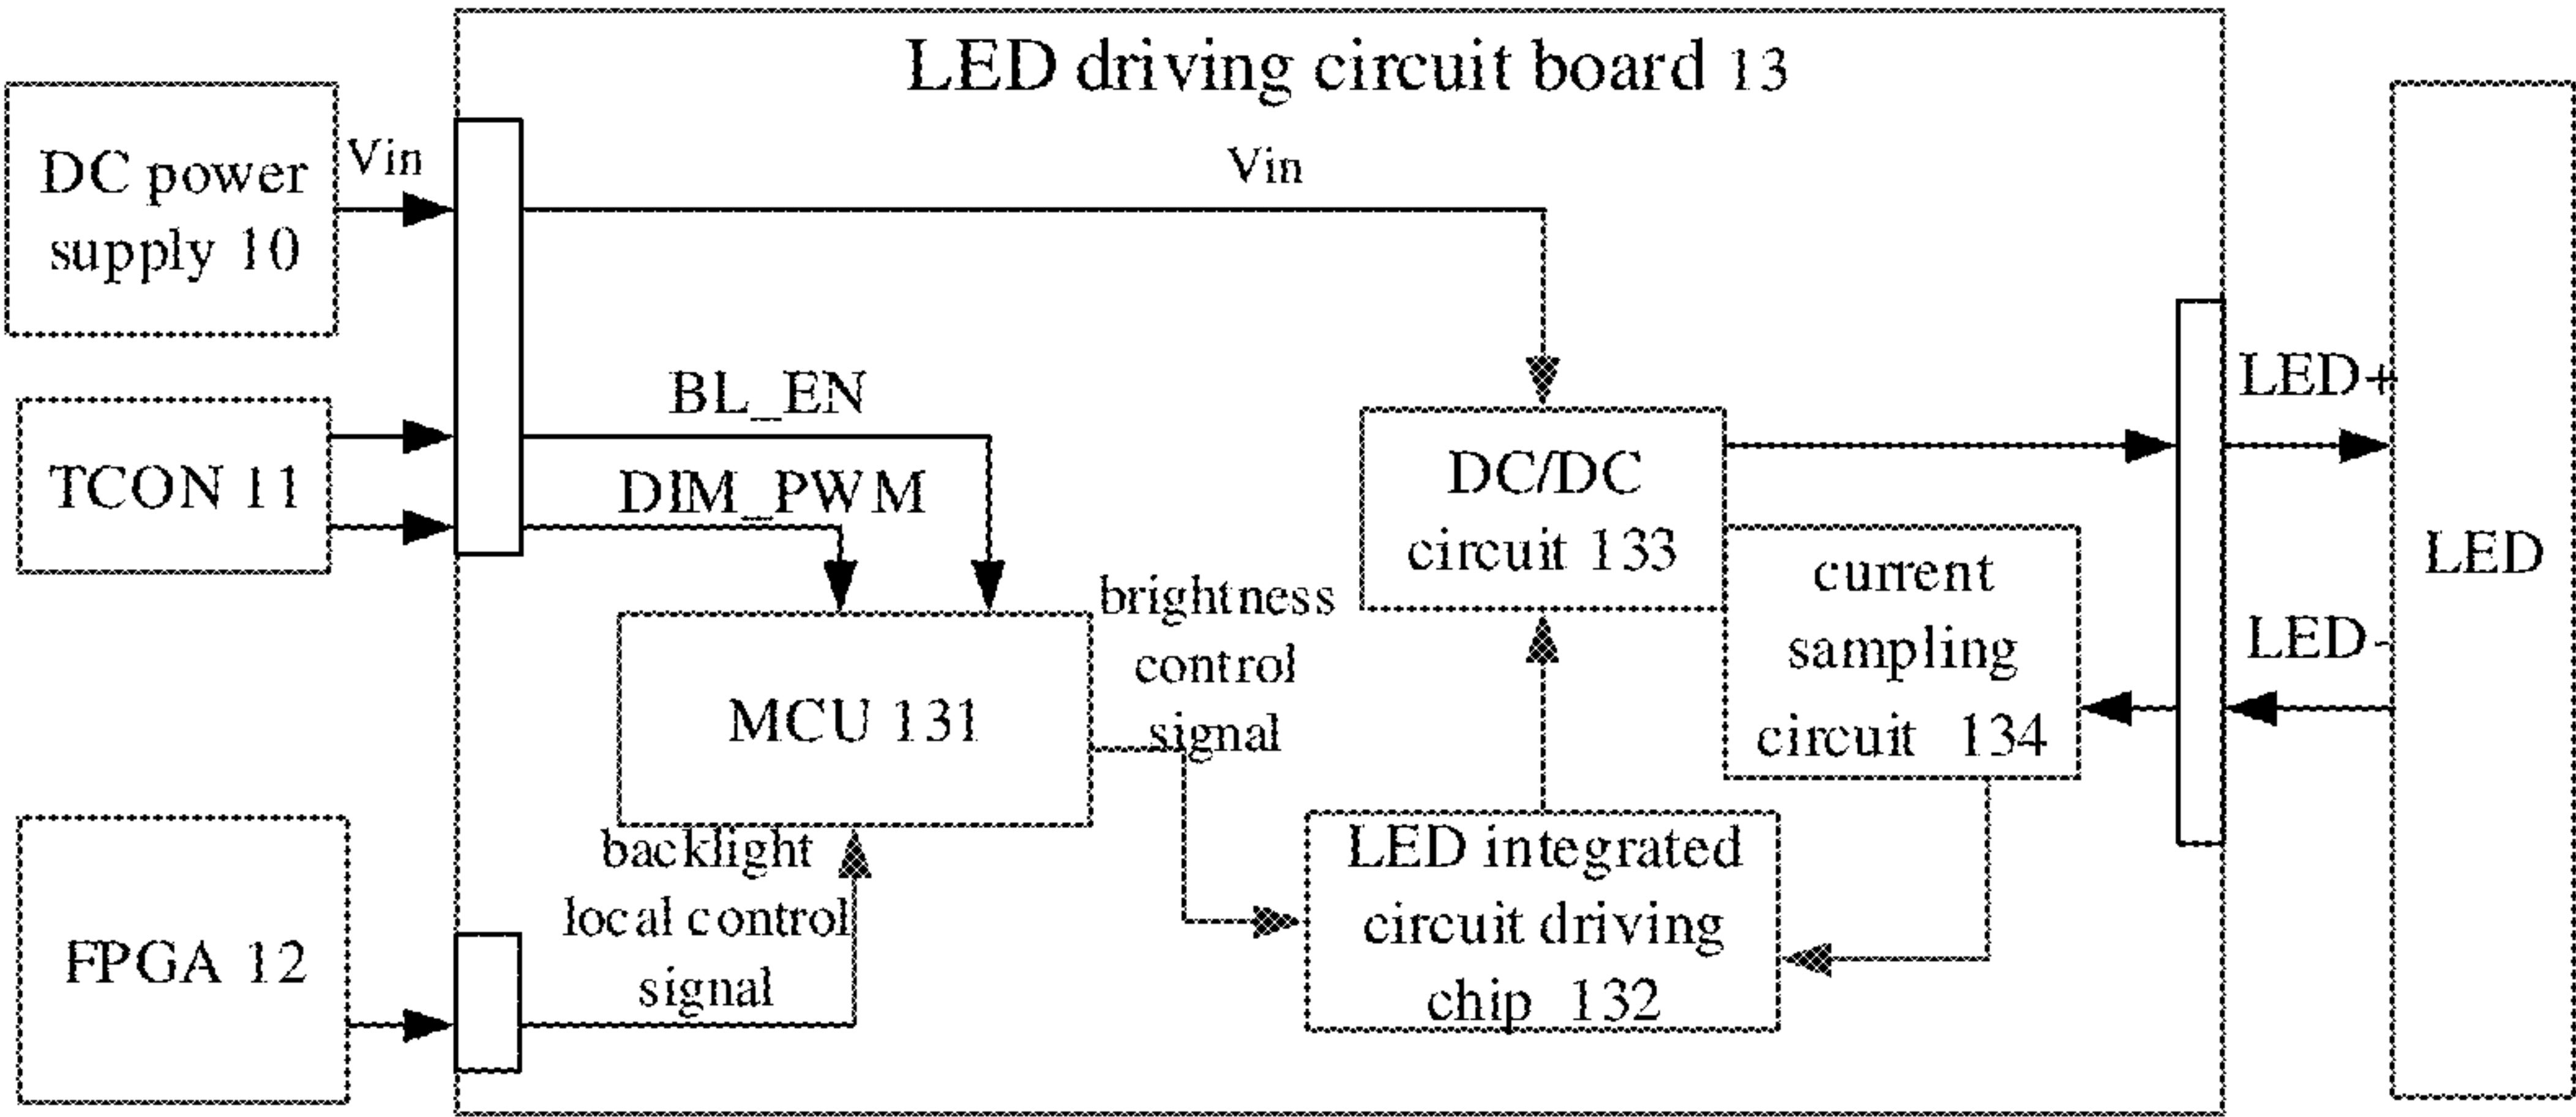 LED driving circuit board 13
DC power
supply 10
Vin
Vin
TCON 11
BL_EN
DIM_PWM
FPGA 12
MCU 131
backlight
local control
signal
brightness
control
signal
DC/DC
circuit 133
current
sampling
circuit 134
LED integrated
circuit driving
chip 132
LED+
LED-
LED